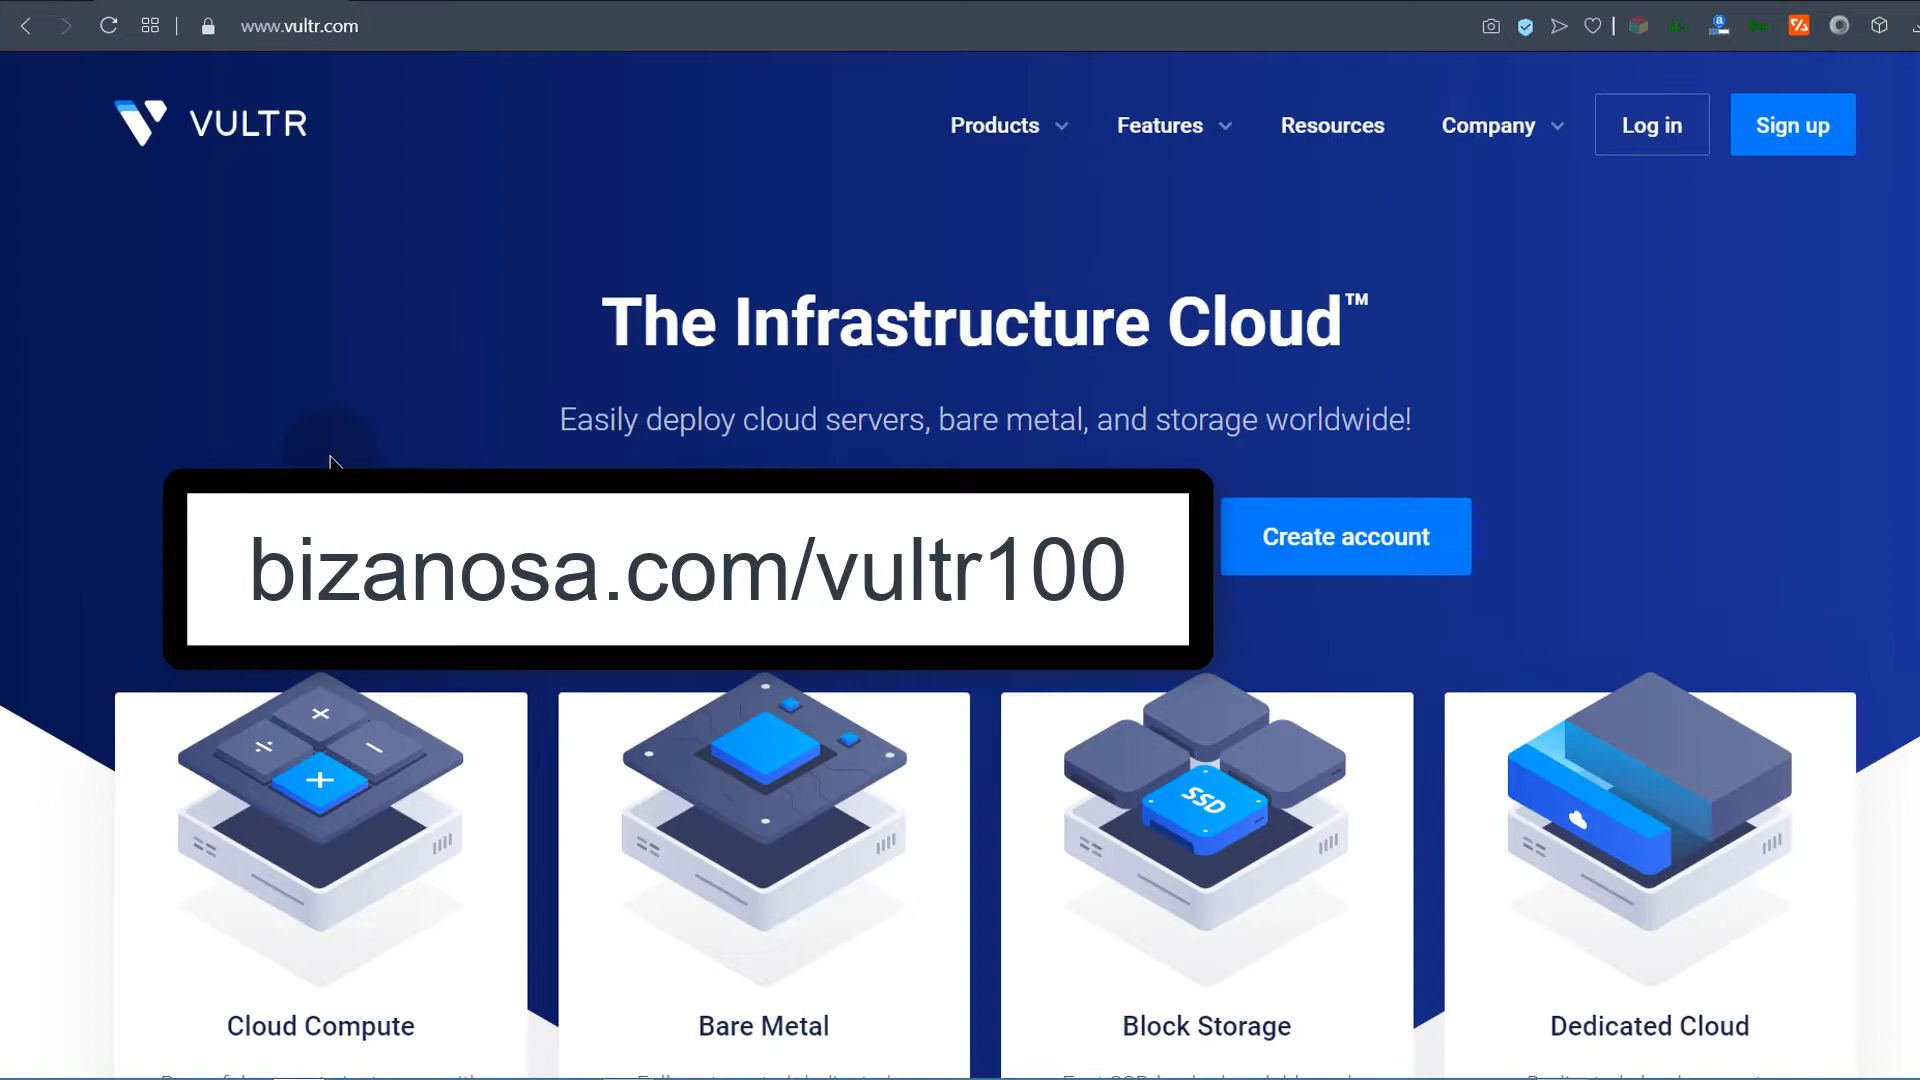 www.vultr.com
VULTR
Products
Features
Resources
Company
Log in
Sign up
The Infrastructure Cloud™
Easily deploy cloud servers, bare metal, and storage worldwide!
bizanosa.com/vultr100
Create account
SSD
Cloud Compute
Bare Metal
Block Storage
Dedicated Cloud